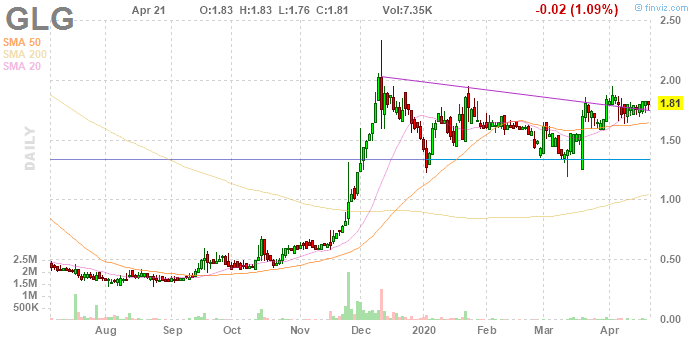 GLG
Apr 21 O:1.83 H:1.83 L:1.76 C:1.81 Vol:7.35K -0.02 (1.09%)
© finviz.com
SMA 50
SMA 200
SMA 20
DAILY
2.50
2.00
1.81
1.50
1.00
0.50
0.00
2.5M
2M
1.5M
1M
500K
Aug Sep Oct Nov Dec 2020 Feb Mar Apr